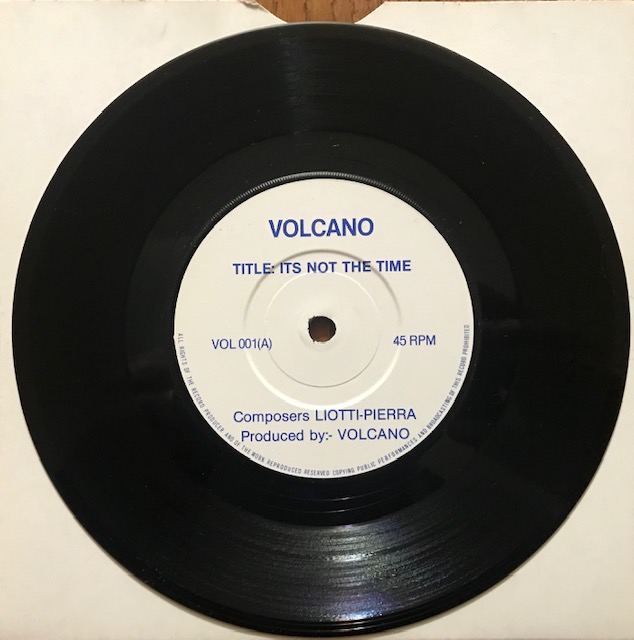 VOLCANO
TITLE: ITS NOT THE TIME
VOL 001(A)
45 RPM
Composers LIOTTI-PIERRA
Produced by:- VOLCANO
ALL RIGHTS OF THE RECORD PRODUCER AND OF THE WORK REPRODUCED RESERVED COPYING PUBLIC PERFORMANCES AND BROADCASTING OF THIS RECORD PROHIBITED